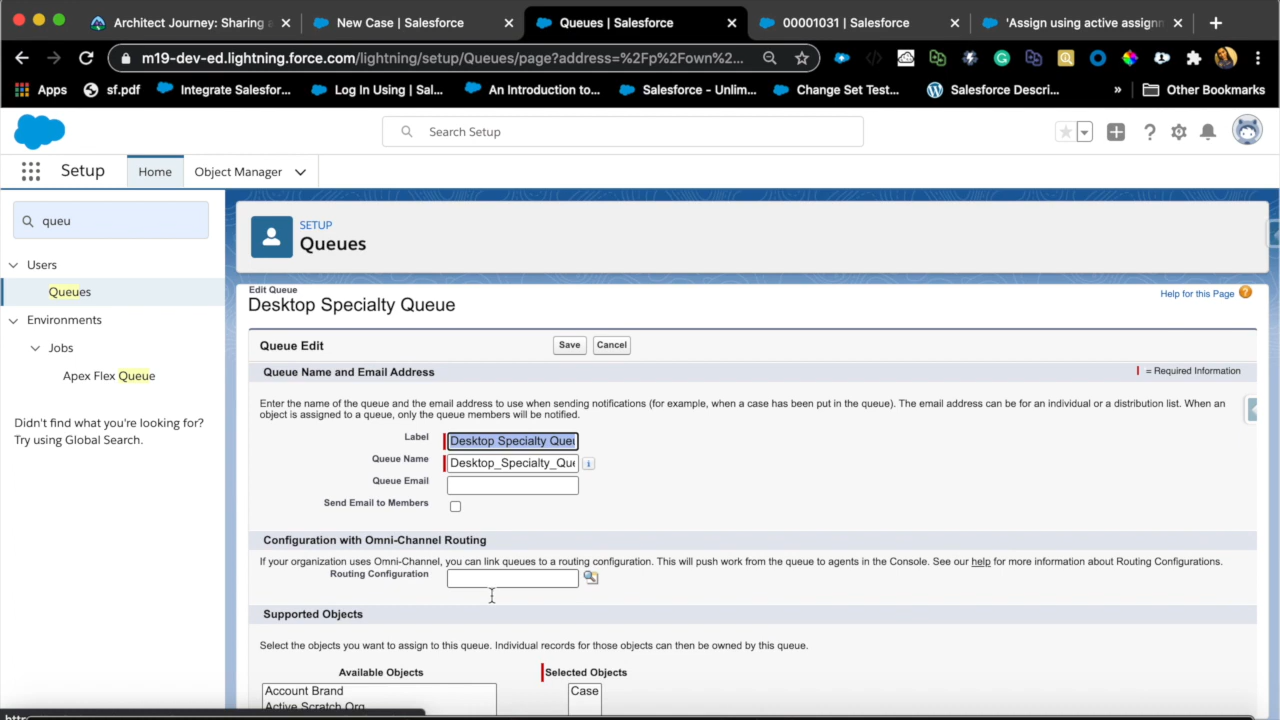 Architect Journey: Sharing a
New Case | Salesforce
Queues | Salesforce
00001031 | Salesforce
'Assign using active assignm
m19-dev-ed.lightning.force.com/lightning/setup/Queues/page?address=%2Fp%2Fown%2...
Apps
sf.pdf
Integrate Salesfor...
Log In Using | Sal...
An Introduction to...
Salesforce - Unlim...
Change Set Test...
Salesforce Descri...
»
Other Bookmarks
Search Setup
Setup
Home
Object Manager
queu
Users
Queues
Environments
Jobs
Apex Flex Queue
Didn't find what you're looking for?
Try using Global Search.
SETUP
Queues
Edit Queue
Desktop Specialty Queue
Help for this Page
Queue Edit
Save
Cancel
Queue Name and Email Address
= Required Information
Enter the name of the queue and the email address to use when sending notifications (for example, when a case has been put in the queue). The email address can be for an individual or a distribution list. When an
object is assigned to a queue, only the queue members will be notified.
Label
Desktop Specialty Queu
Queue Name
Desktop_Specialty_Que
Queue Email
Send Email to Members
Configuration with Omni-Channel Routing
If your organization uses Omni-Channel, you can link queues to a routing configuration. This will push work from the queue to agents in the Console. See our help for more information about Routing Configurations.
Routing Configuration
Supported Objects
Select the objects you want to assign to this queue. Individual records for those objects can then be owned by this queue.
Available Objects
Selected Objects
Account Brand
Active Scratch Org
Case